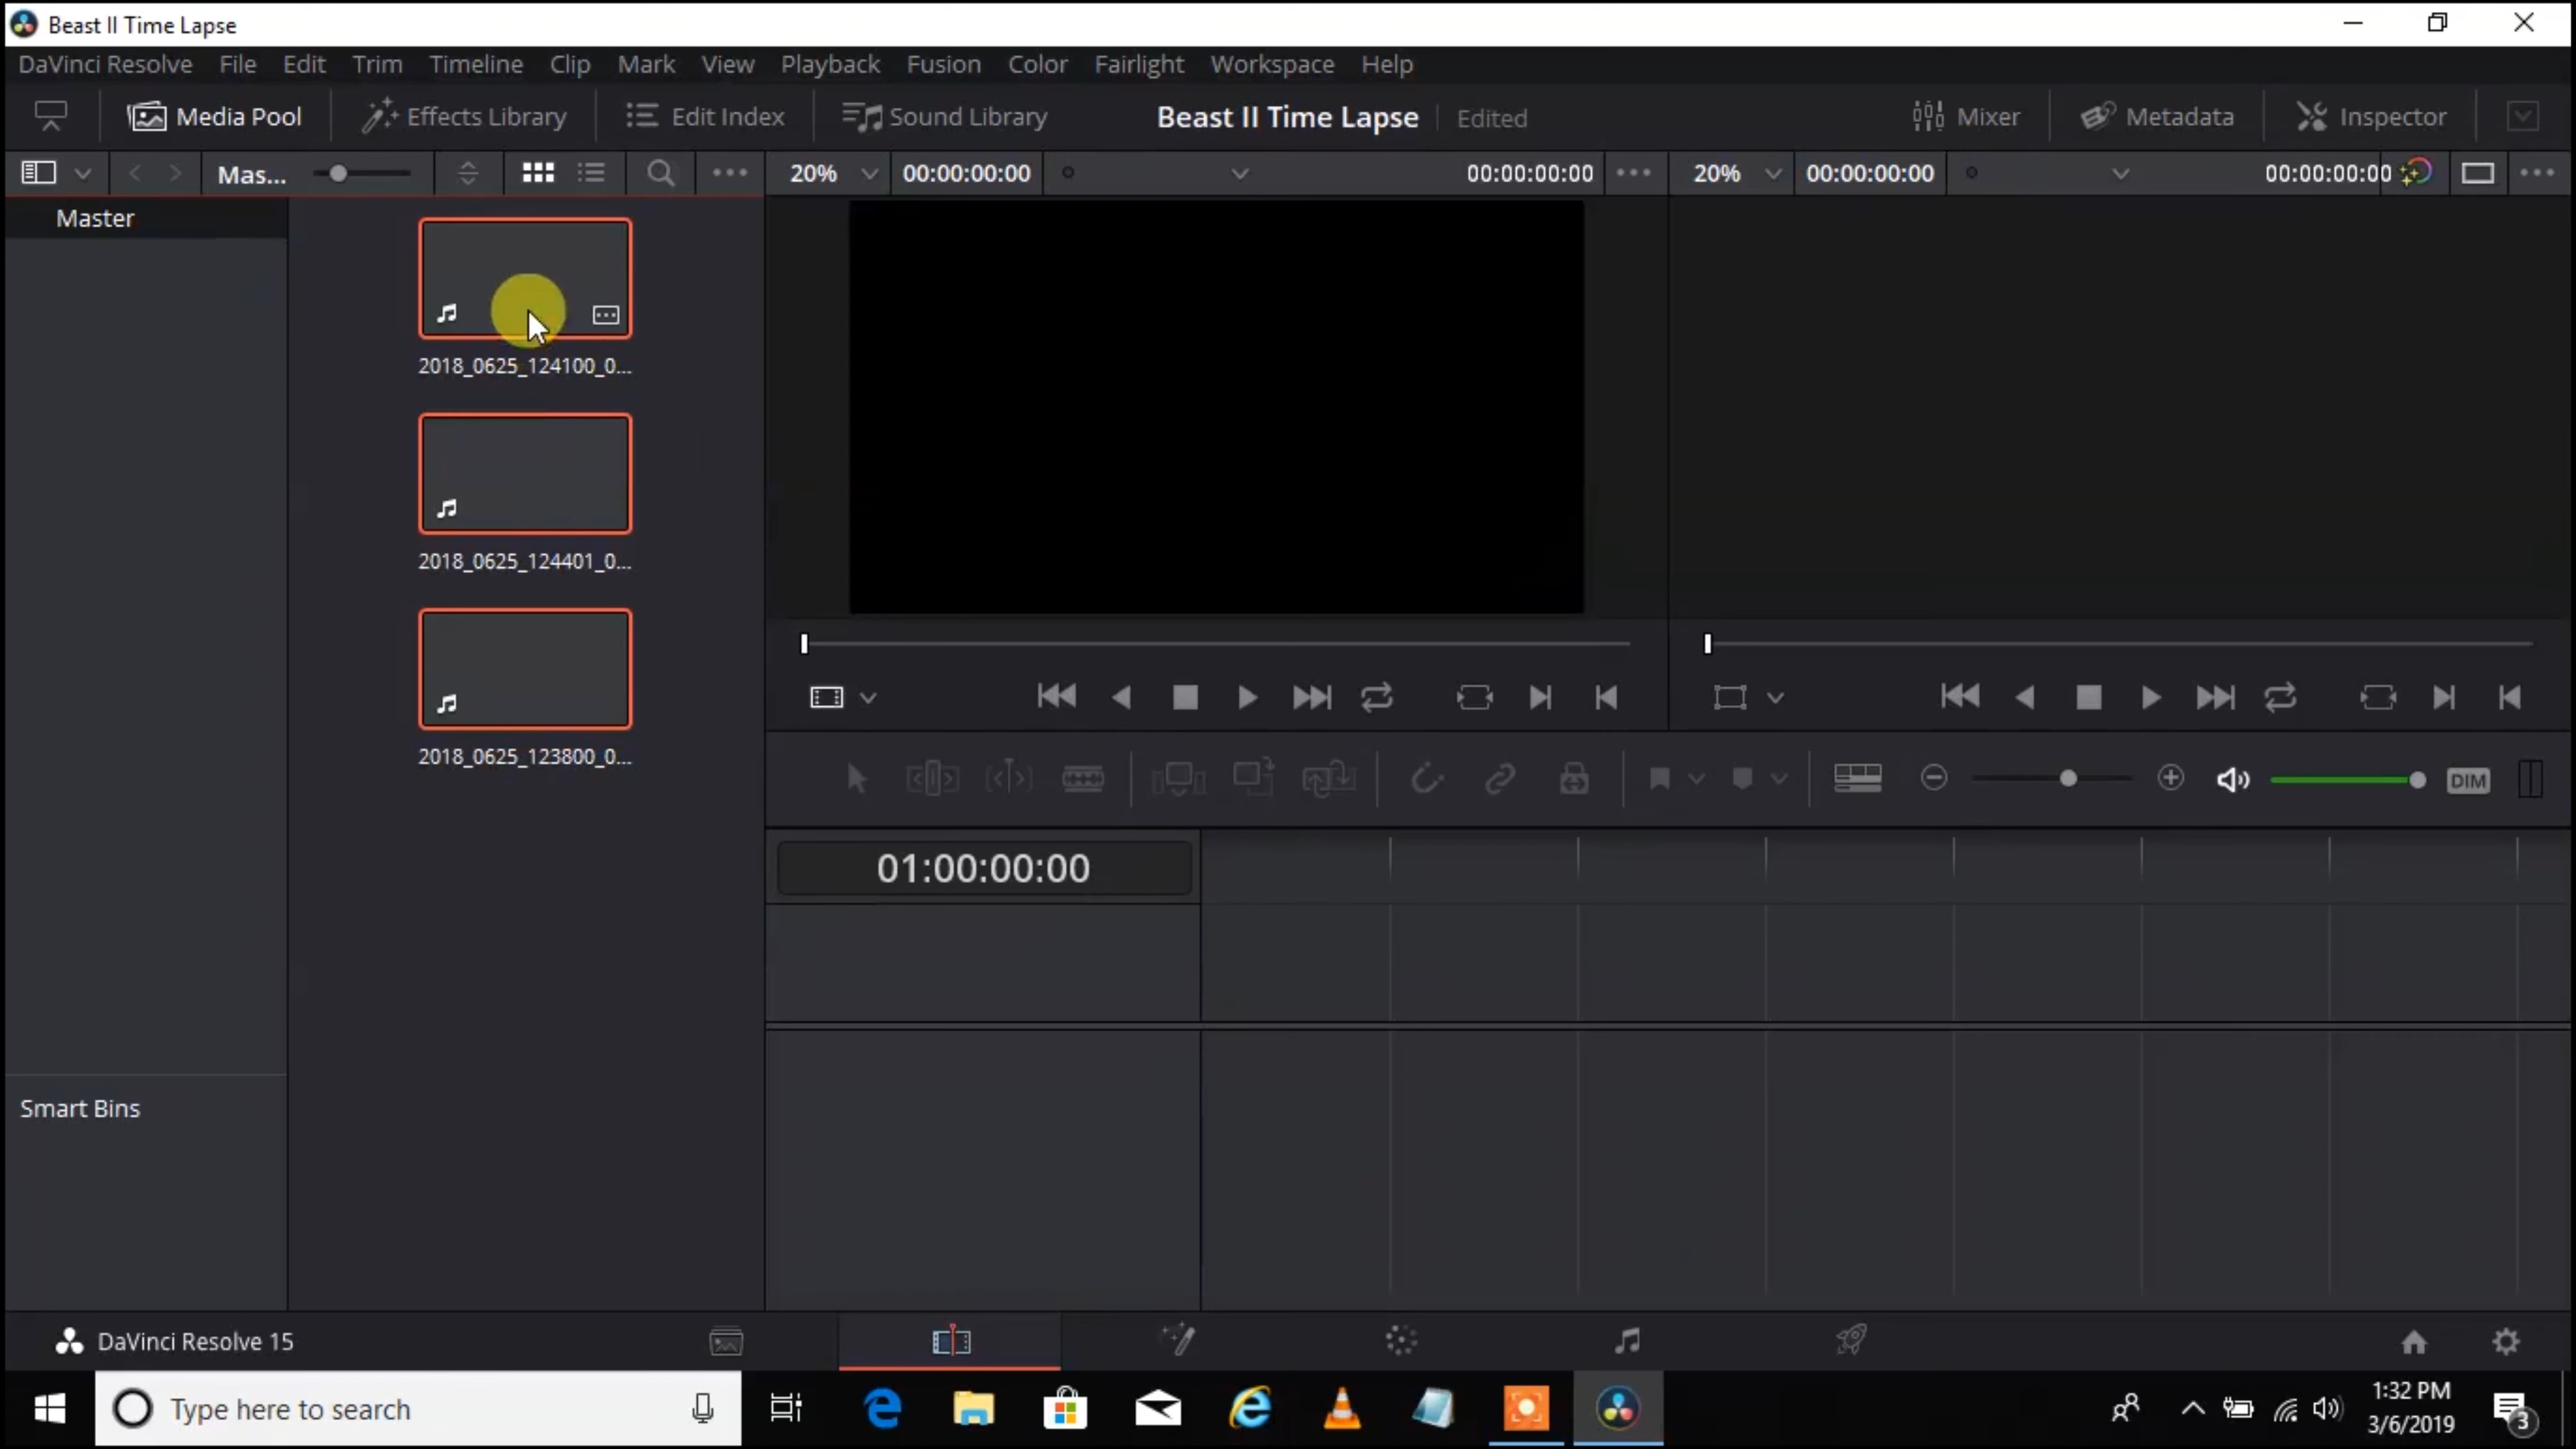 Beast II Time Lapse
DaVinci Resolve File Edit Trim Timeline Clip Mark View Playback Fusion Color Fairlight Workspace Help
Media Pool Effects Library Edit Index Sound Library Beast II Time Lapse Edited Mixer Metadata Inspector
Mas... 20% 00:00:00:00 00:00:00:00 20% 00:00:00:00 00:00:00:00
Master
2018_0625_124100_0...
2018_0625_124401_0...
2018_0625_123800_0...
DIM
01:00:00:00
Smart Bins
DaVinci Resolve 15
Type here to search
1:32 PM
3/6/2019
3